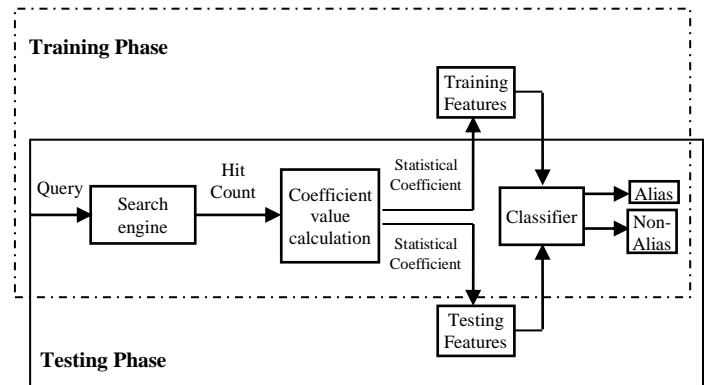 Training Phase
Training
Features
Query
Search
engine
Hit
Count
Coefficient
value
calculation
Statistical
Coefficient
Statistical
Coefficient
Classifier
Alias
Non-
Alias
Testing
Features
Testing Phase